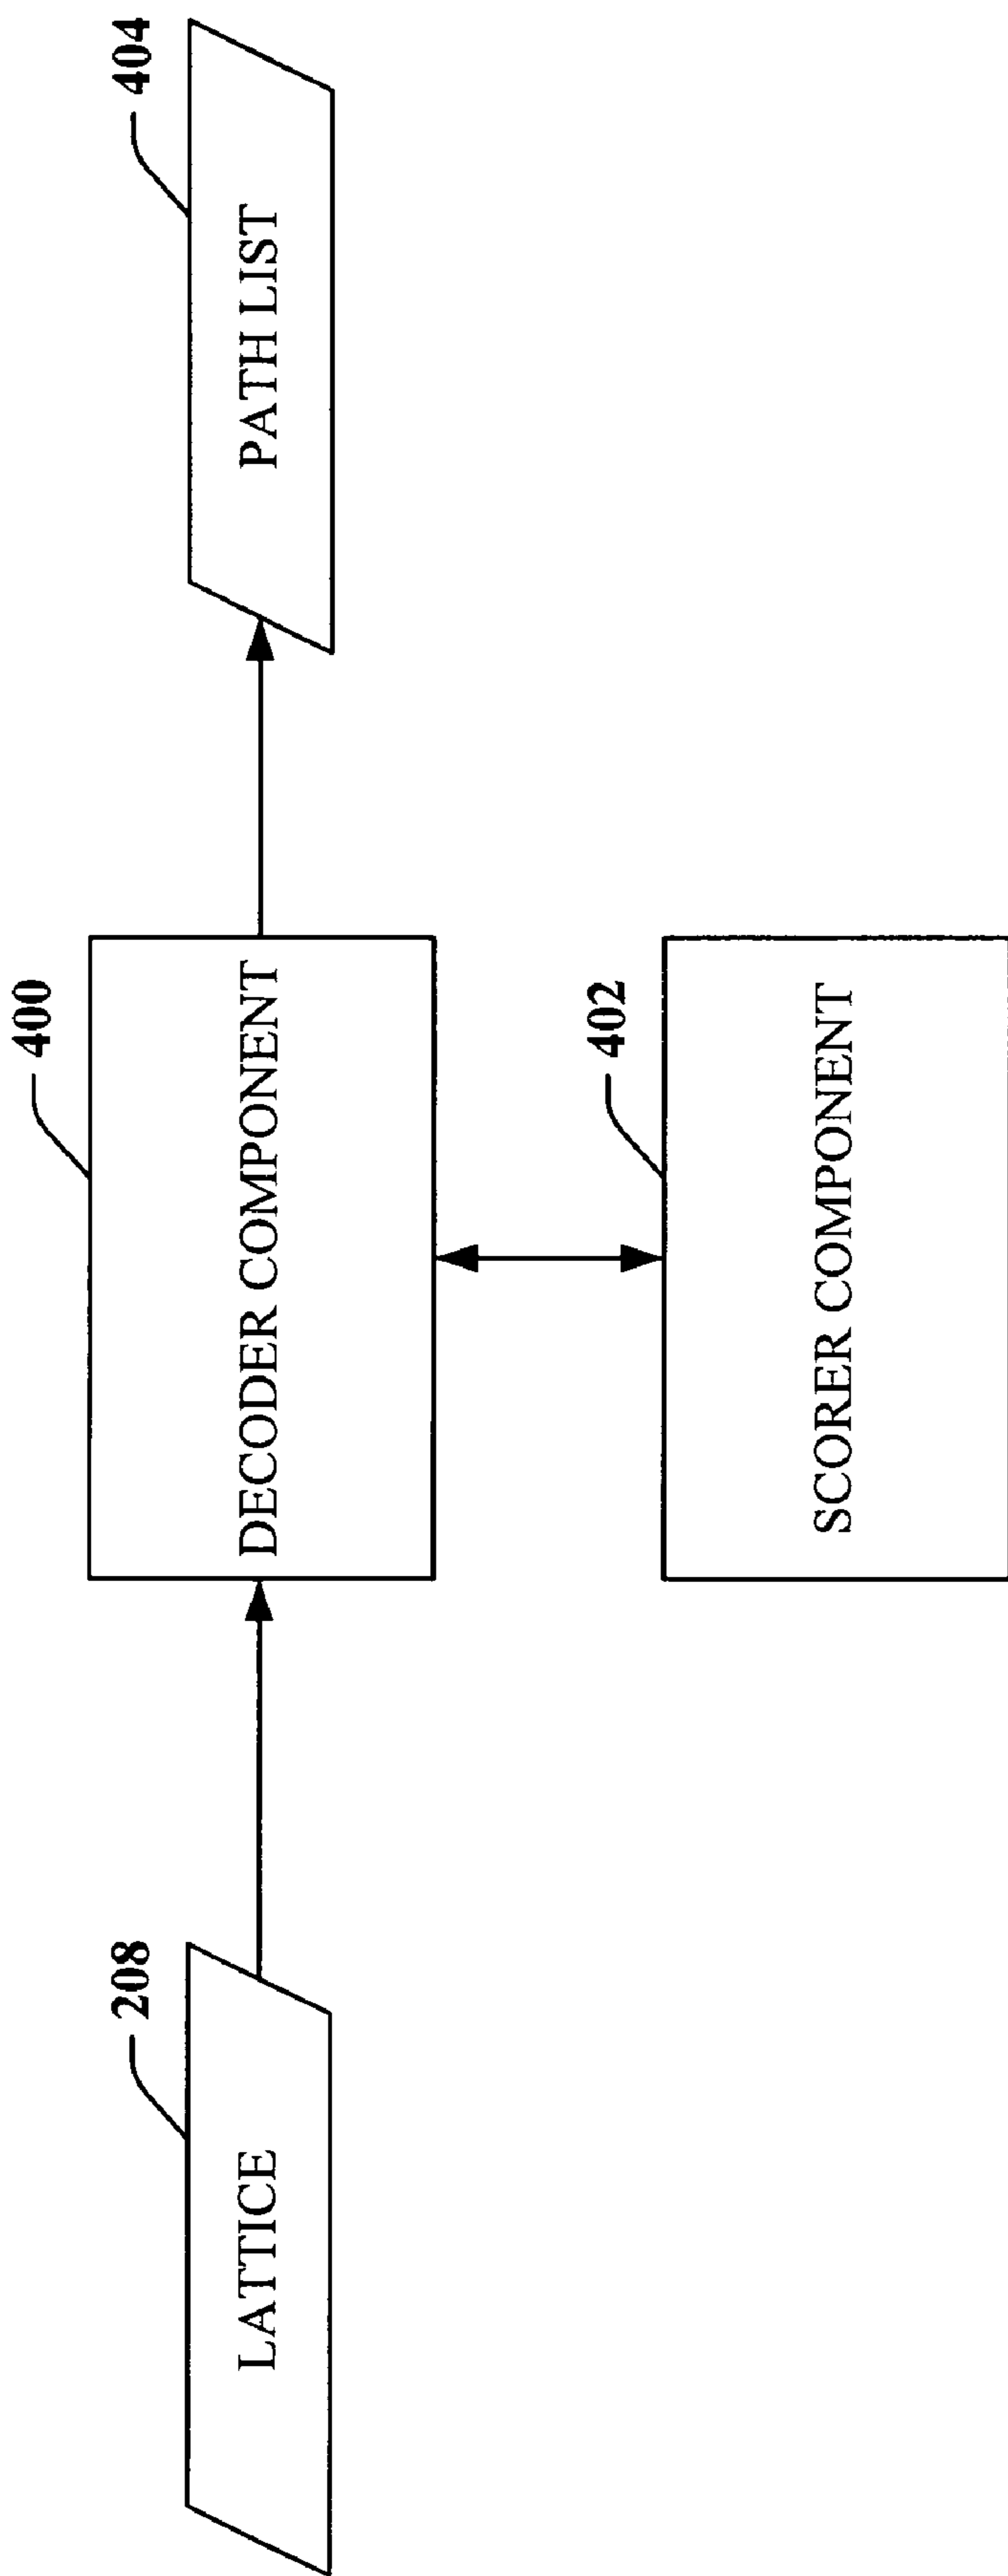 208
LATTICE
400
DECODER COMPONENT
404
PATH LIST
402
SCORER COMPONENT